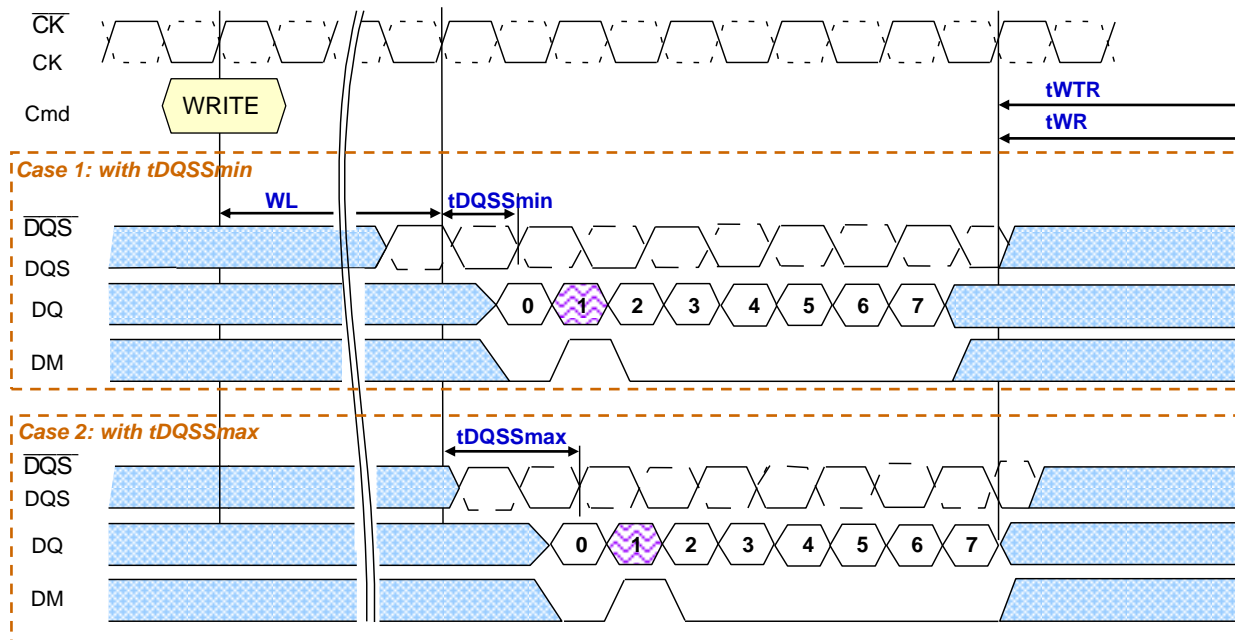 CK
CK
Cmd
WRITE
tWTR
tWR
Case 1: with tDQSSmin
WL
tDQSSmin
DQS
DQS
DQ
0 1 2 3 4 5 6 7
DM
Case 2: with tDQSSmax
tDQSSmax
DQS
DQS
DQ
0 1 2 3 4 5 6 7
DM